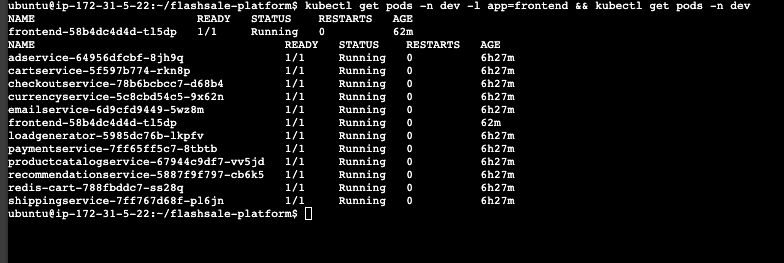 ubuntu@ip-172-31-5-22:~/flashsale-platform$ kubectl get pods -n dev -l app=frontend && kubectl get pods -n dev
NAME READY STATUS RESTARTS AGE
frontend-58b4dc4d4d-tl5dp 1/1 Running 0 62m
NAME READY STATUS RESTARTS AGE
adservice-64956dfcbf-8jh9q 1/1 Running 0 6h27m
cartservice-5f597b774-rkn8p 1/1 Running 0 6h27m
checkoutservice-78b6bcbcc7-d68b4 1/1 Running 0 6h27m
currencyservice-5c8cbd54c5-9x62n 1/1 Running 0 6h27m
emailservice-6d9cfd9449-5wz8m 1/1 Running 0 6h27m
frontend-58b4dc4d4d-tl5dp 1/1 Running 0 62m
loadgenerator-5985dc76b-lkpfv 1/1 Running 0 6h27m
paymentservice-7ff65ff5c7-8tbtb 1/1 Running 0 6h27m
productcatalogservice-67944c9df7-vv5jd 1/1 Running 0 6h27m
recommendationservice-5887f9f797-cb6k5 1/1 Running 0 6h27m
redis-cart-788fbddc7-ss28q 1/1 Running 0 6h27m
shippingservice-7ff767d68f-pl6jn 1/1 Running 0 6h27m
ubuntu@ip-172-31-5-22:~/flashsale-platform$